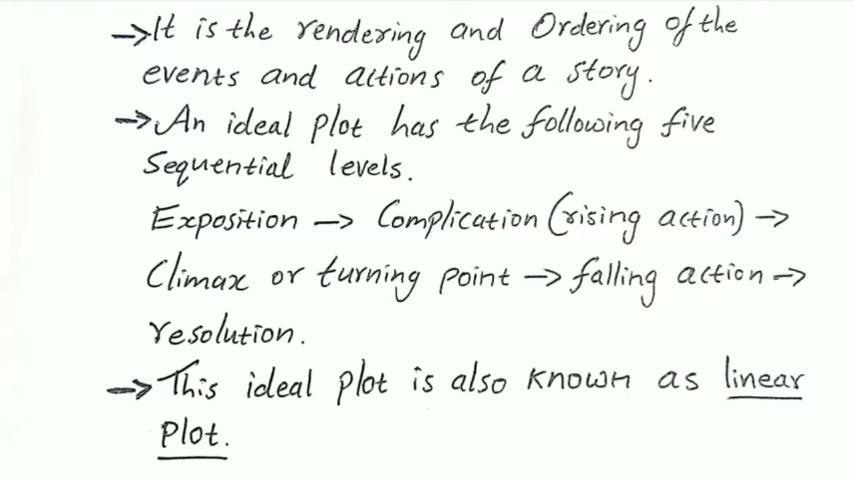 →It is the rendering and Ordering of the
events and actions of a story.
→An ideal plot has the following five
Sequential levels.
Exposition → Complication (rising action) →
Climax or turning point → falling action →
resolution.
→This ideal plot is also known as linear
Plot.